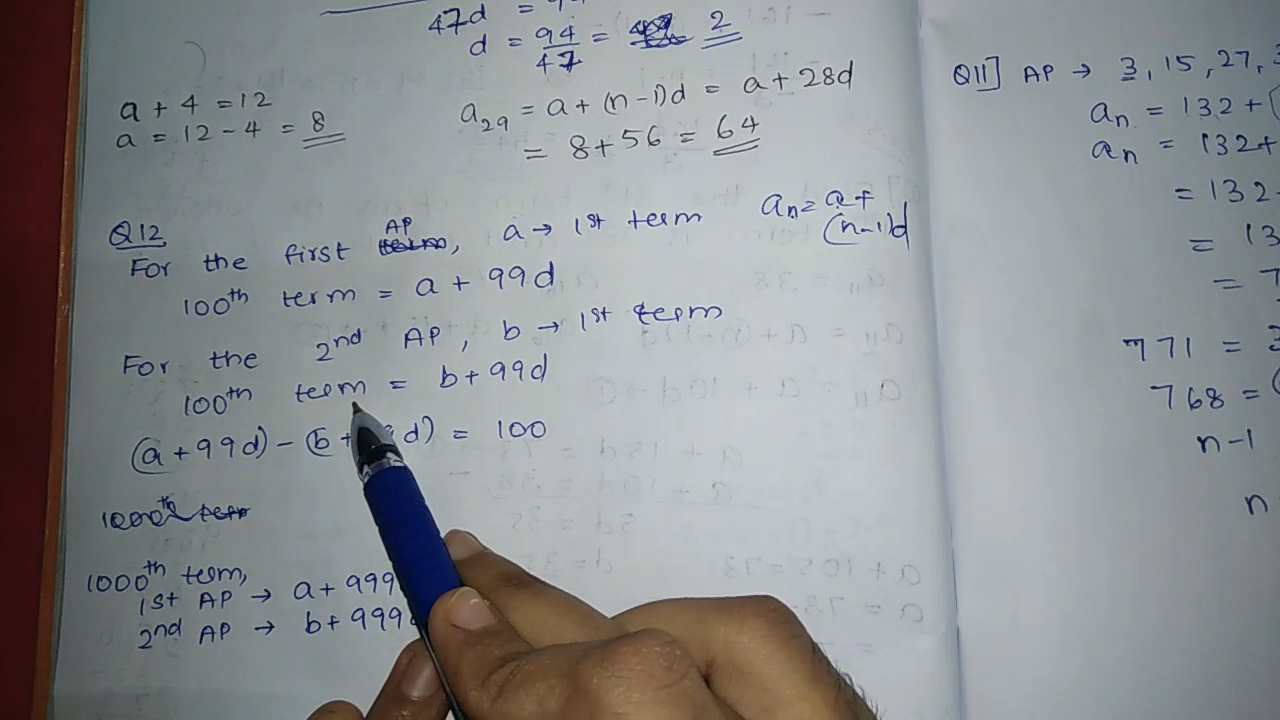 47d =
d = 94/47 = 2
a + 4 = 12
a = 12 - 4 = 8
a29 = a + (n-1)d = a + 28d
= 8 + 56 = 64
Q12
For the first AP, a → 1st term
an = a + (n-1)d
100th term = a + 99d
For the 2nd AP, b → 1st term
100th term = b + 99d
(a + 99d) - (b + d) = 100
1000th term
1000th term,
1st AP → a + 999
2nd AP → b + 999
Q11] AP → 3, 15, 27,
an = 132 + (
an = 132 +
= 132
= 13
= 7
771 =
768 = (
n-1
n